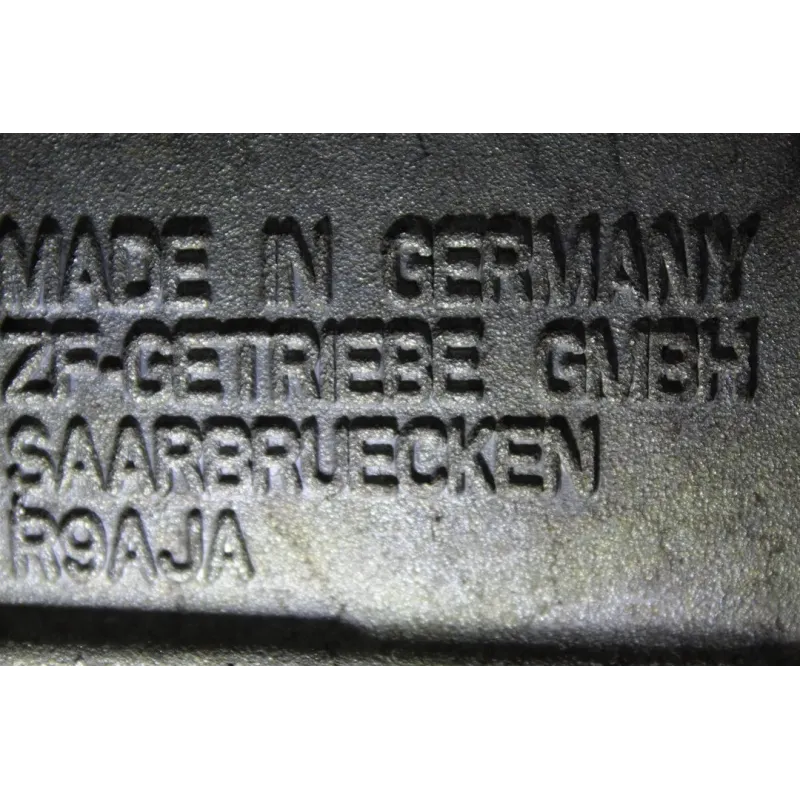 MADE IN GERMANY
ZF-GETRIEBE GMBH
SAARBRUECKEN
R9AJA